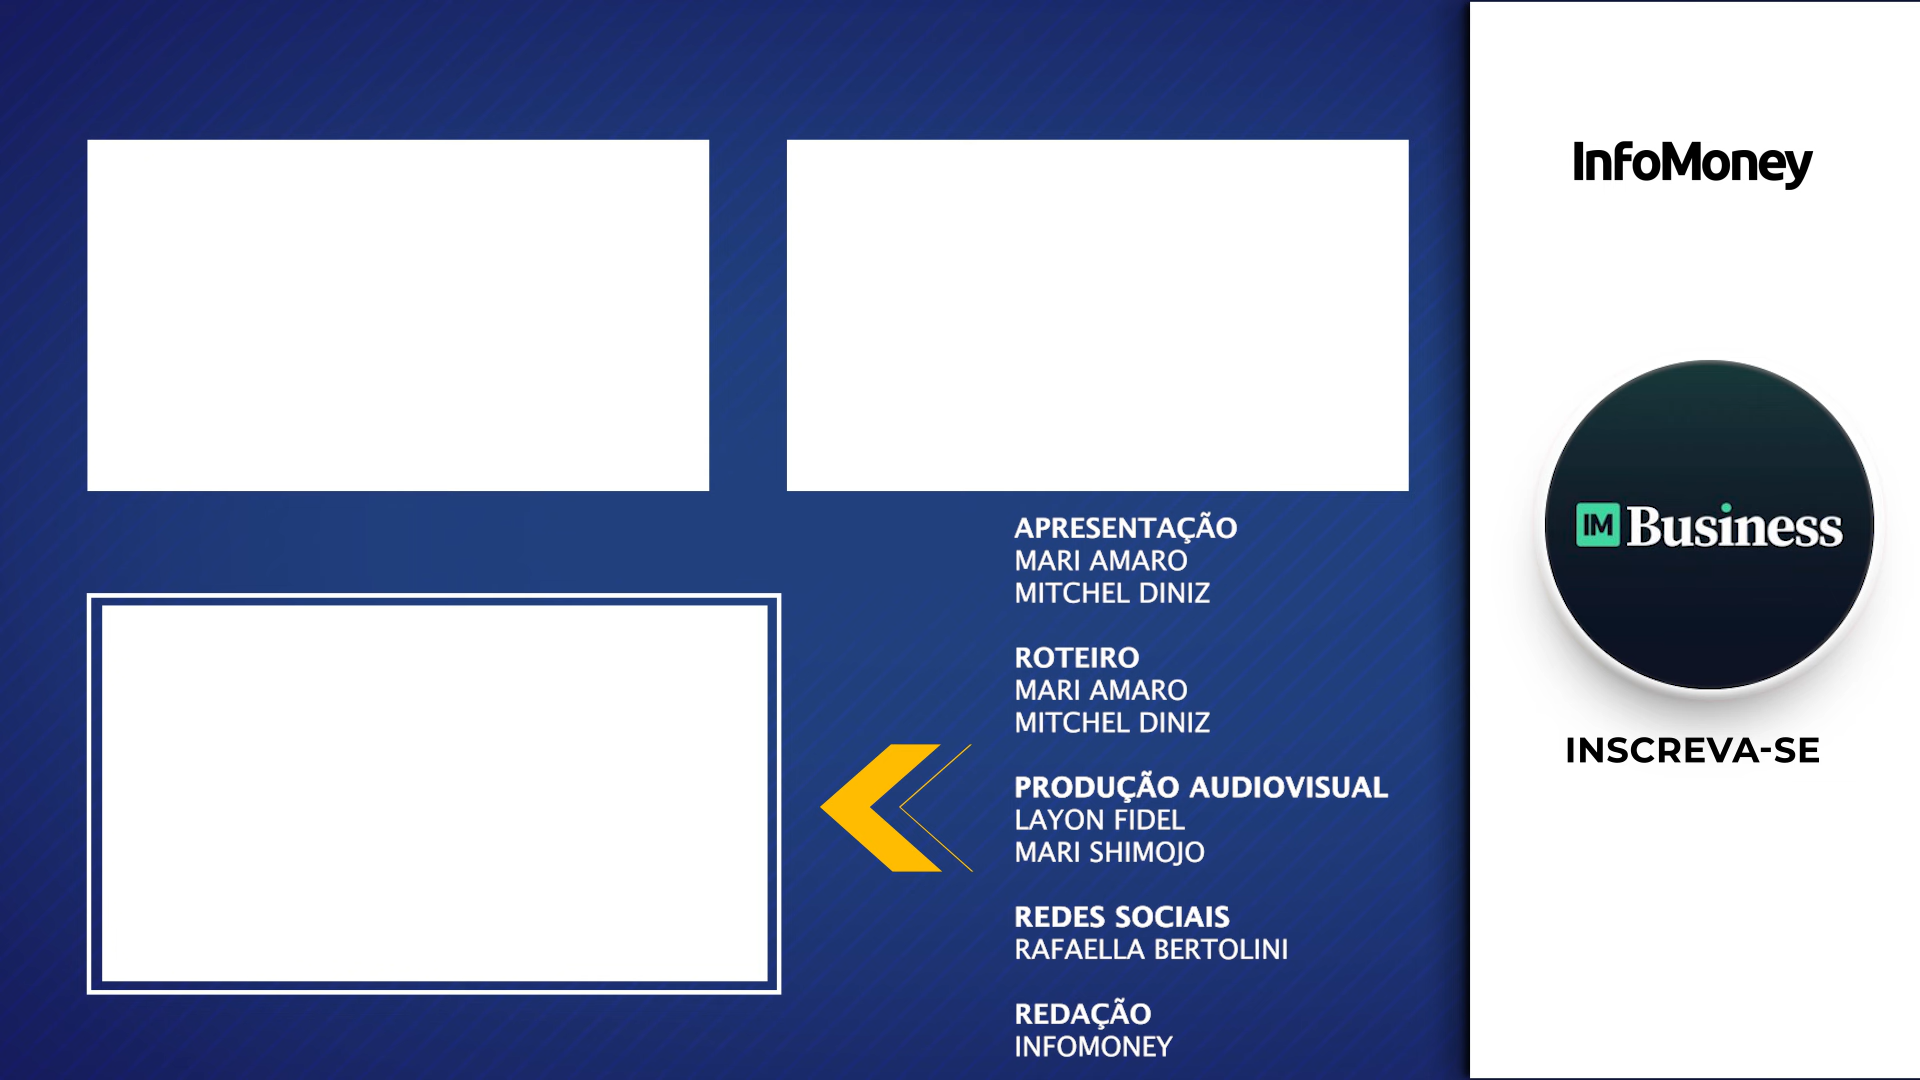 APRESENTAÇÃO
MARI AMARO
MITCHEL DINIZ
ROTEIRO
MARI AMARO
MITCHEL DINIZ
PRODUÇÃO AUDIOVISUAL
LAYON FIDEL
MARI SHIMOJO
REDES SOCIAIS
RAFAELLA BERTOLINI
REDAÇÃO
INFOMONEY
InfoMoney
IM Business
INSCREVA-SE